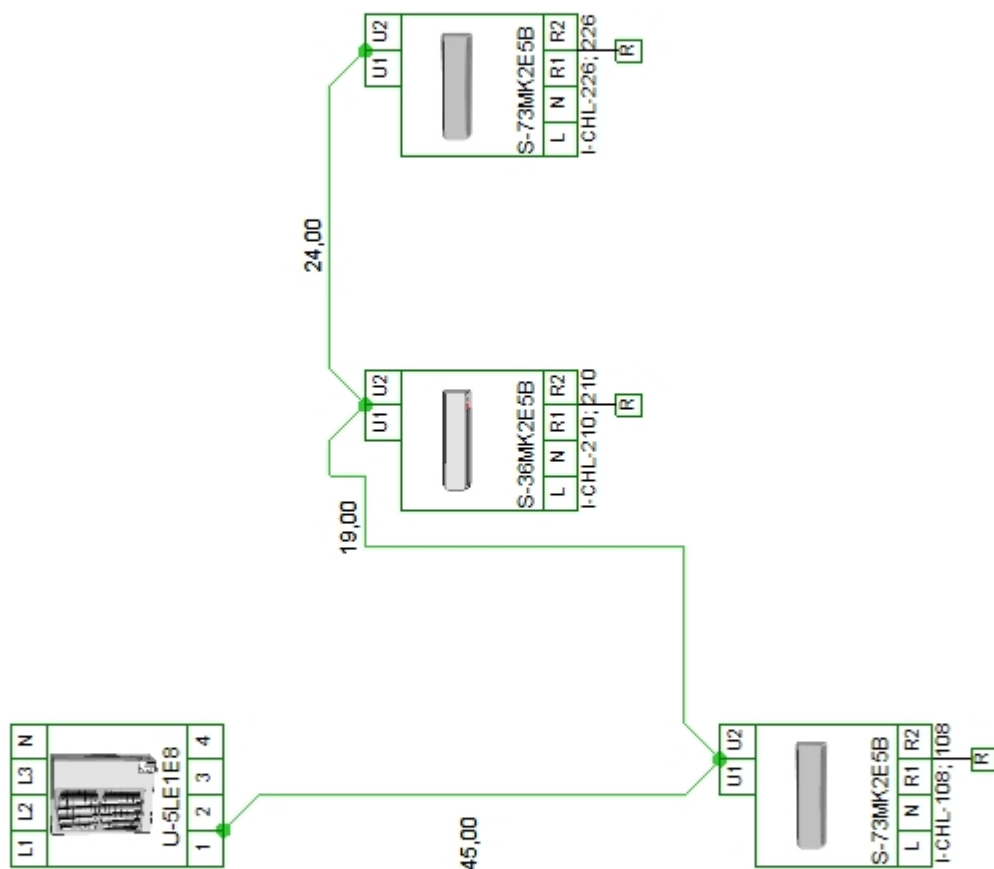 U2
U1
S-73MK2E5B
L N R1 R2
I-CHL-226; 226
R
24,00
U2
U1
S-36MK2E5B
L N R1 R2
I-CHL-210; 210
R
19,00
L1 L2 L3 N
U-5LE1E8
1 2 3 4
45,00
U2
U1
S-73MK2E5B
L N R1 R2
I-CHL-108; 108
R